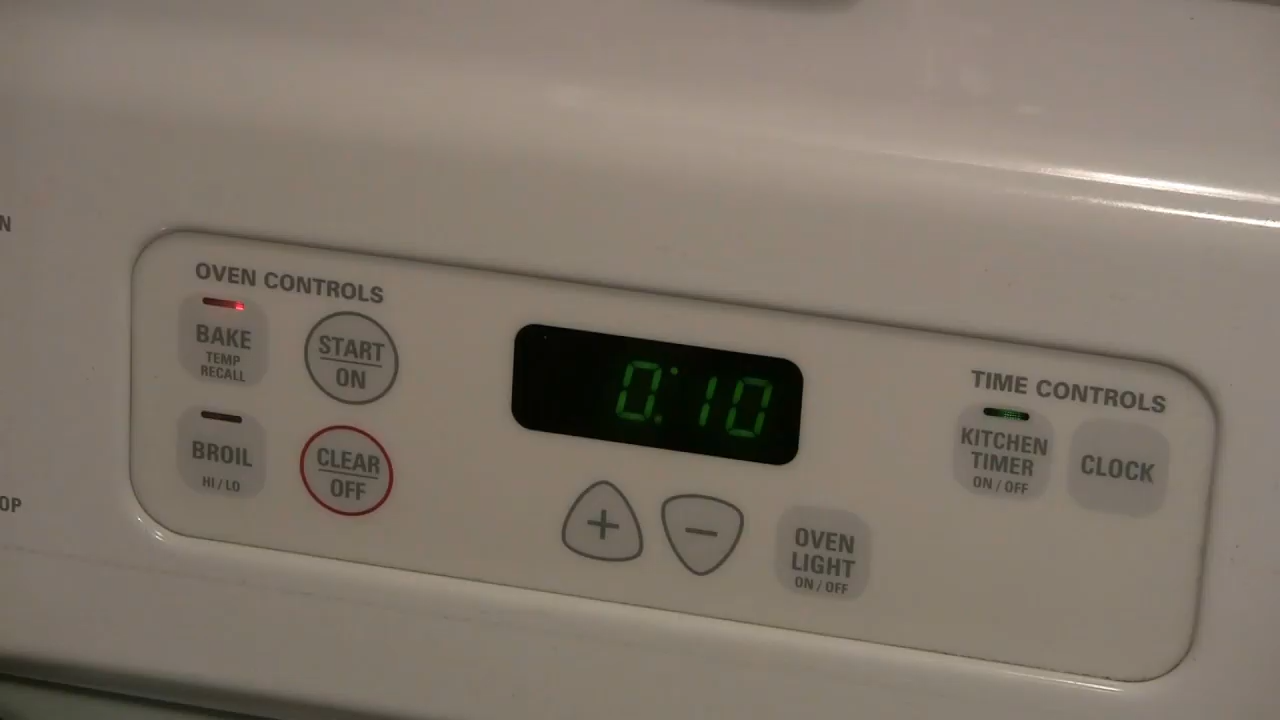 N
OP
OVEN CONTROLS
BAKE
TEMP
RECALL
START
ON
BROIL
HI / LO
CLEAR
OFF
0:10
+
−
OVEN
LIGHT
ON / OFF
TIME CONTROLS
KITCHEN
TIMER
ON / OFF
CLOCK